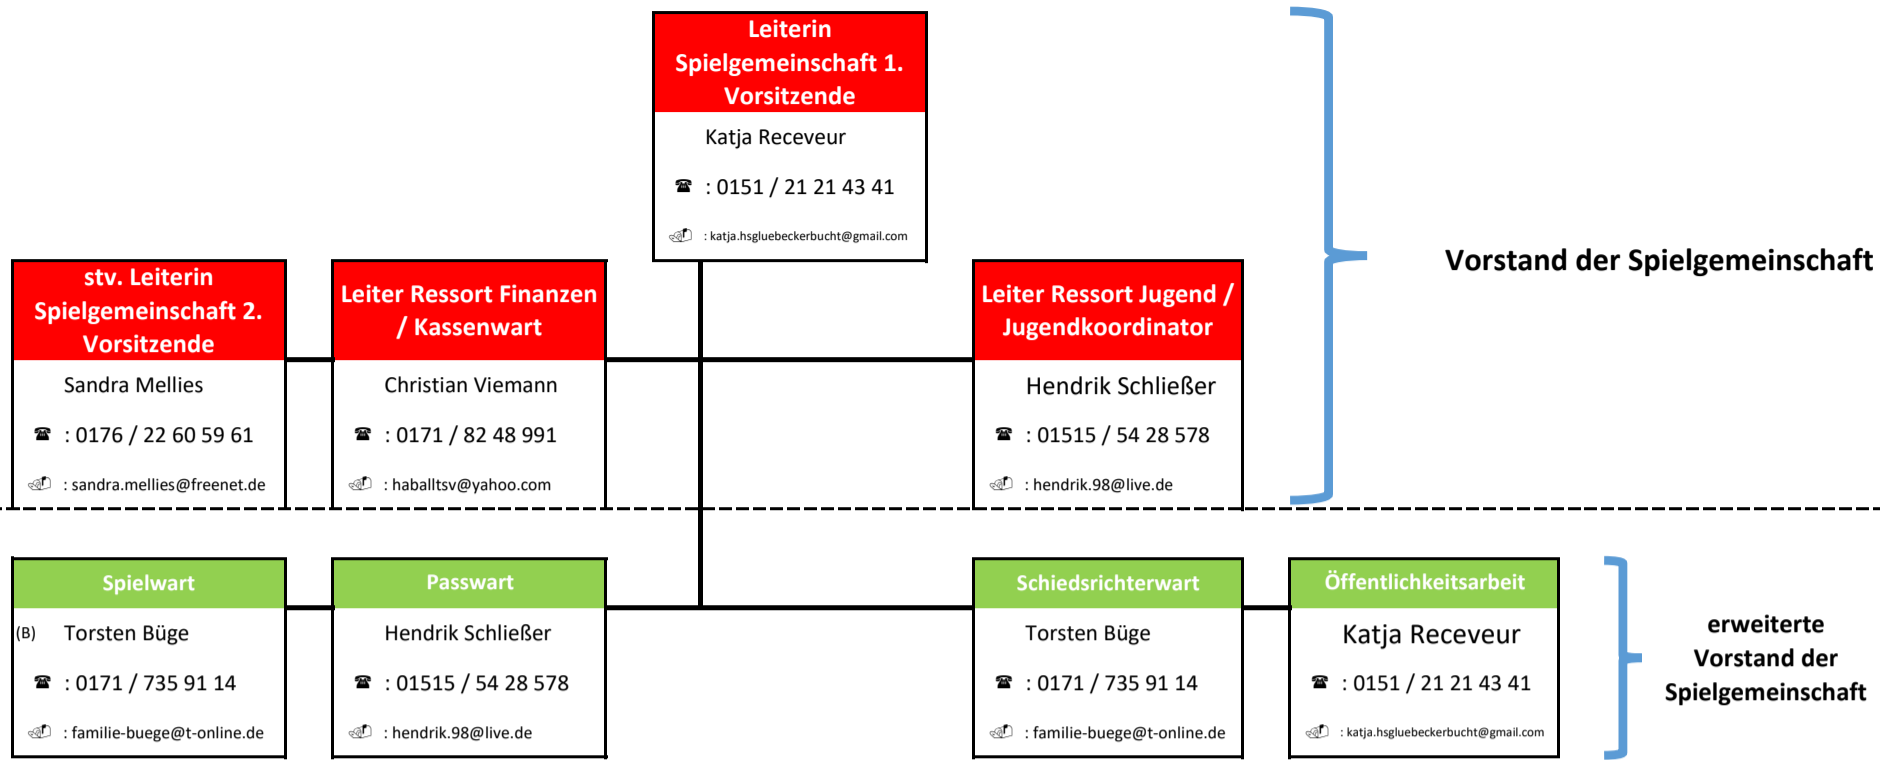 Leiterin
Spielgemeinschaft 1.
Vorsitzende
Katja Receveur
☎ : 0151 / 21 21 43 41
: katja.hsgluebeckerbucht@gmail.com
Vorstand der Spielgemeinschaft
stv. Leiterin
Spielgemeinschaft 2.
Vorsitzende
Sandra Mellies
☎ : 0176 / 22 60 59 61
: sandra.mellies@freenet.de
Leiter Ressort Finanzen
/ Kassenwart
Christian Viemann
☎ : 0171 / 82 48 991
: haballtsv@yahoo.com
Leiter Ressort Jugend /
Jugendkoordinator
Hendrik Schließer
☎ : 01515 / 54 28 578
: hendrik.98@live.de
Spielwart
(B) Torsten Büge
☎ : 0171 / 735 91 14
: familie-buege@t-online.de
Passwart
Hendrik Schließer
☎ : 01515 / 54 28 578
: hendrik.98@live.de
Schiedsrichterwart
Torsten Büge
☎ : 0171 / 735 91 14
: familie-buege@t-online.de
Öffentlichkeitsarbeit
Katja Receveur
☎ : 0151 / 21 21 43 41
: katja.hsgluebeckerbucht@gmail.com
erweiterte
Vorstand der
Spielgemeinschaft